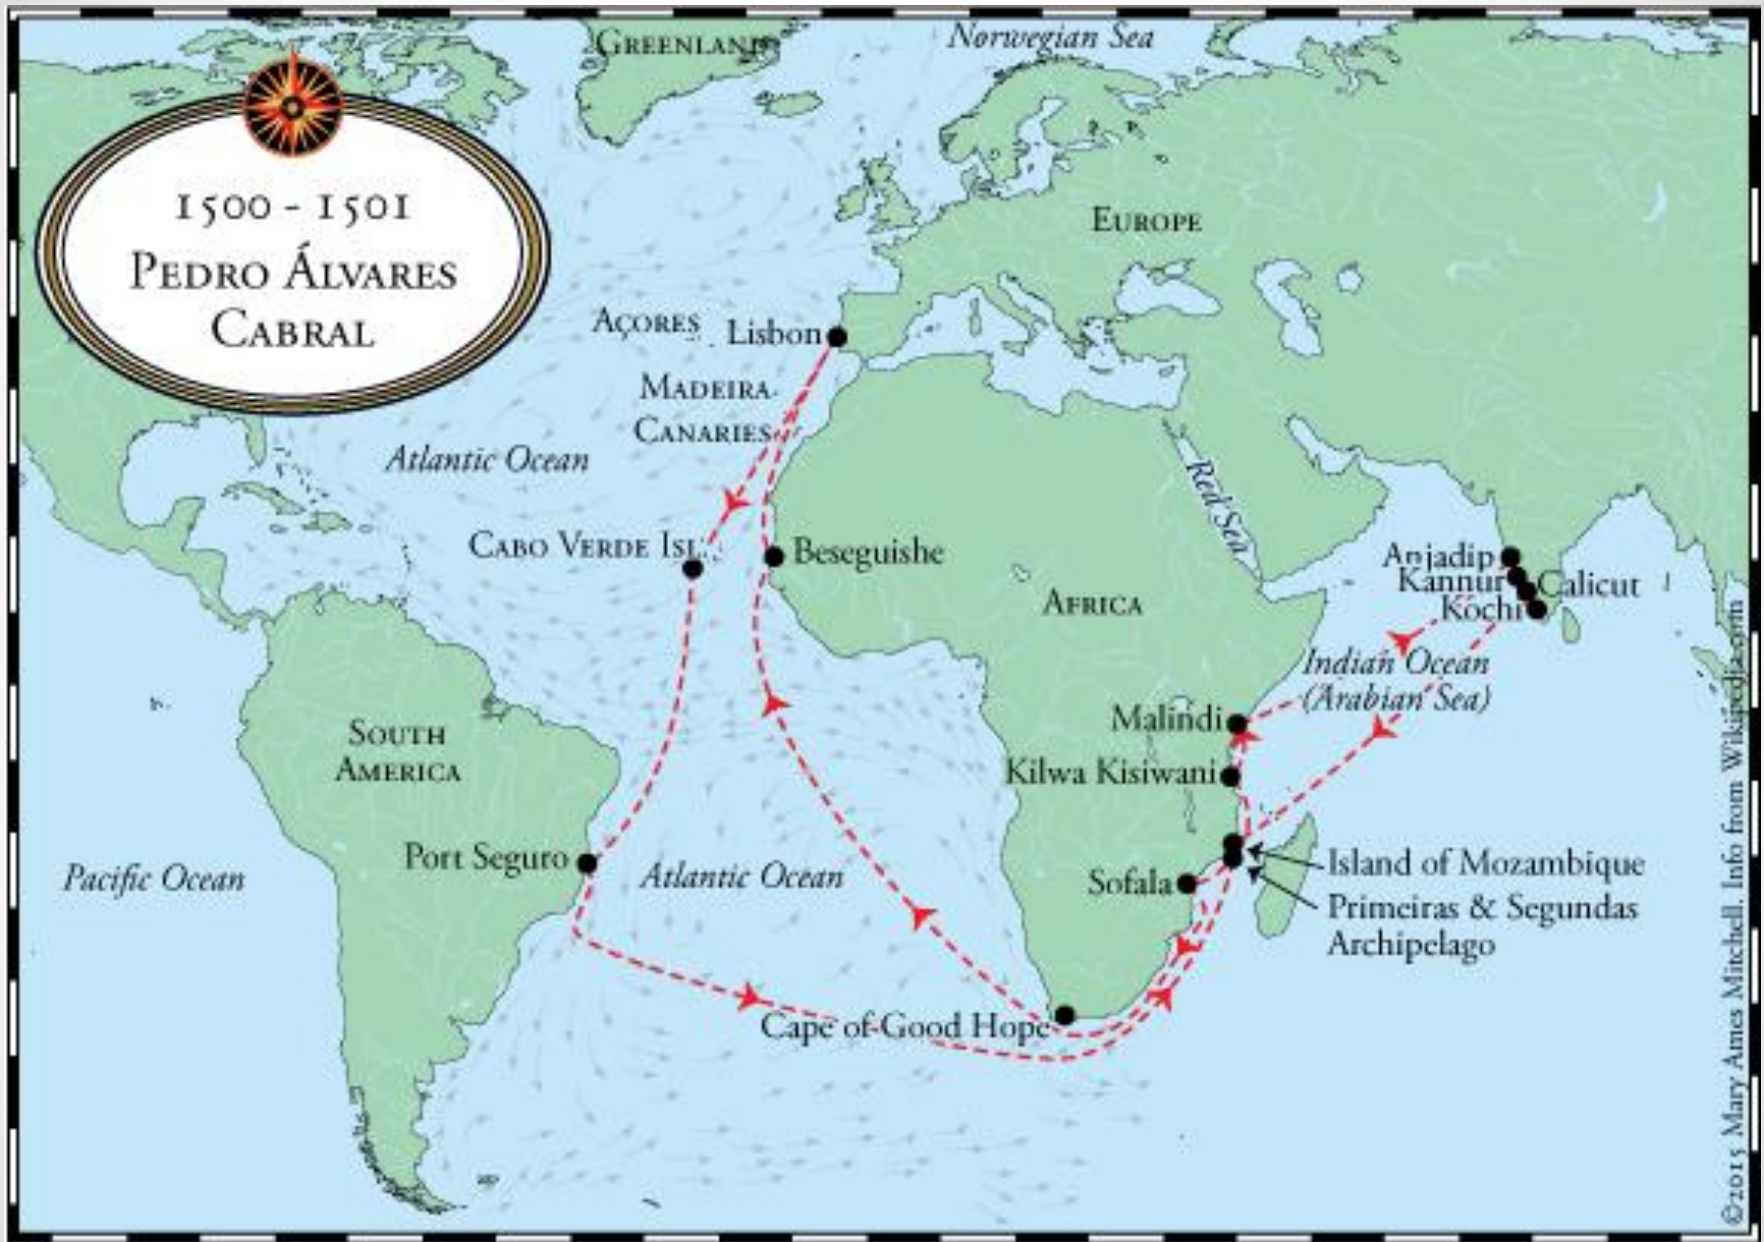 GREENLAND
Norwegian Sea
1500 - 1501
PEDRO ÁLVARES
CABRAL
EUROPE
AÇORES
Lisbon
MADEIRA
CANARIES
Atlantic Ocean
Red Sea
CABO VERDE ISL.
Beseguishe
Anjadip
Kannur
Calicut
Kochi
AFRICA
Indian Ocean
(Arabian Sea)
SOUTH
AMERICA
Malindi
Kilwa Kisiwani
Port Seguro
Pacific Ocean
Atlantic Ocean
Sofala
Island of Mozambique
Primeiras & Segundas
Archipelago
Cape of Good Hope
©2015 Mary Ames Mitchell. Info from Wikipedia.com